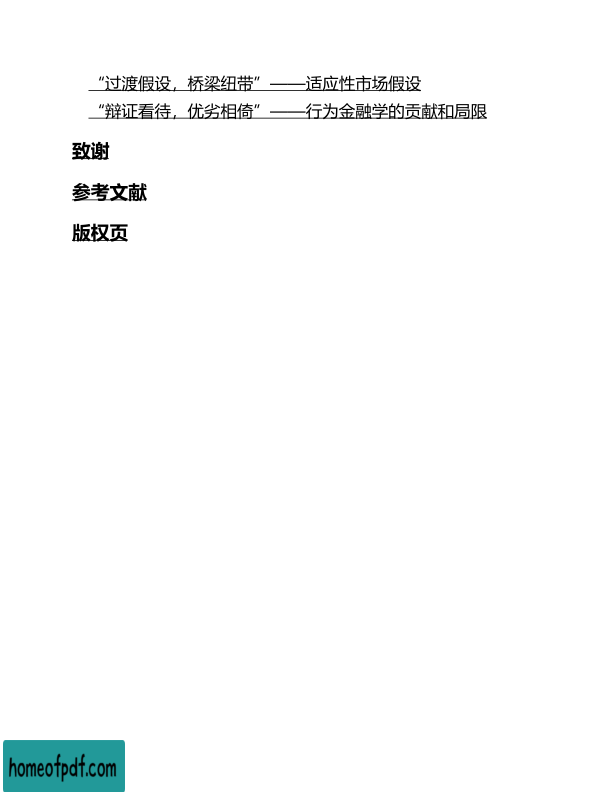 “过渡假设，桥梁纽带”——适应性市场假设
“辩证看待，优劣相倚”——行为金融学的贡献和局限
致谢
参考文献
版权页
homeofpdf.com